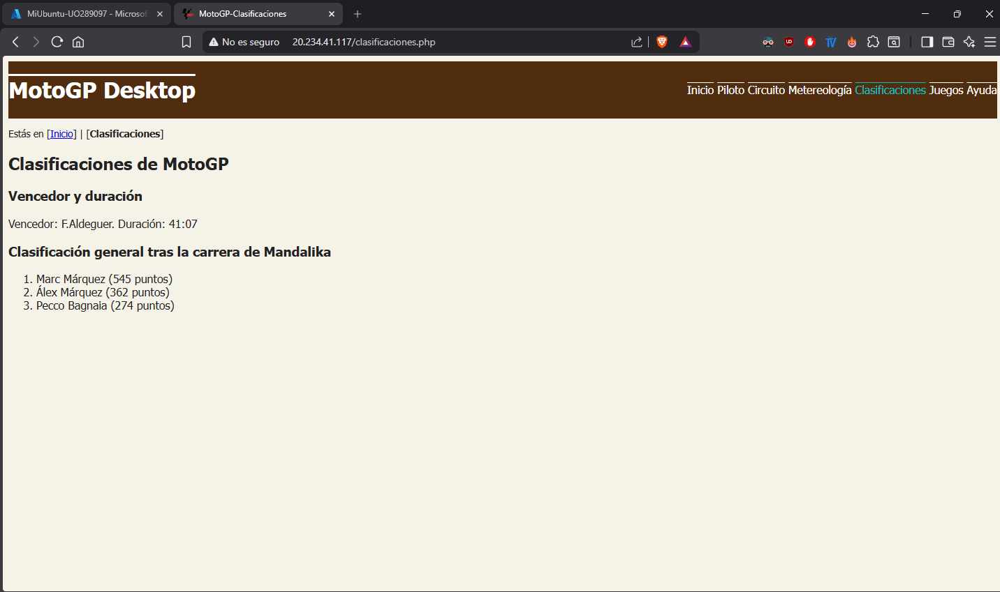 MiUbuntu-UO289097 - Microsof
MotoGP-Clasificaciones
No es seguro 20.234.41.117/clasificaciones.php
MotoGP Desktop
Inicio Piloto Circuito Metereología Clasificaciones Juegos Ayuda
Estás en [Inicio] | [Clasificaciones]
Clasificaciones de MotoGP
Vencedor y duración
Vencedor: F.Aldeguer. Duración: 41:07
Clasificación general tras la carrera de Mandalika
1. Marc Márquez (545 puntos)
2. Álex Márquez (362 puntos)
3. Pecco Bagnaia (274 puntos)